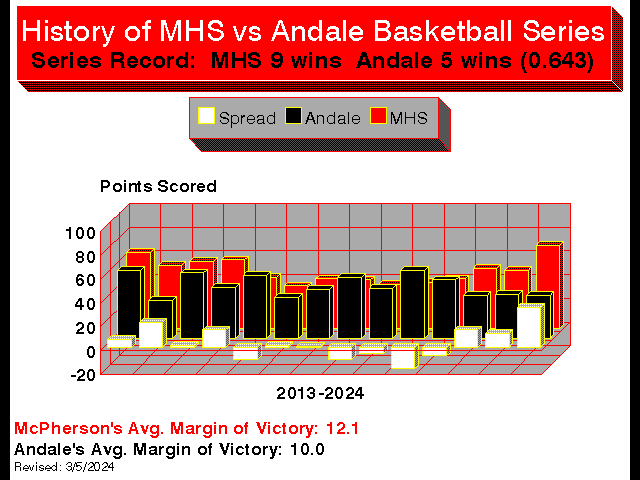 History of MHS vs Andale Basketball Series
Series Record:  MHS 9 wins  Andale 5 wins (0.643)
Spread Andale MHS
Points Scored
100
80
60
40
20
0
-20
2013-2024
McPherson's Avg. Margin of Victory: 12.1
Andale's Avg. Margin of Victory: 10.0
Revised: 3/5/2024